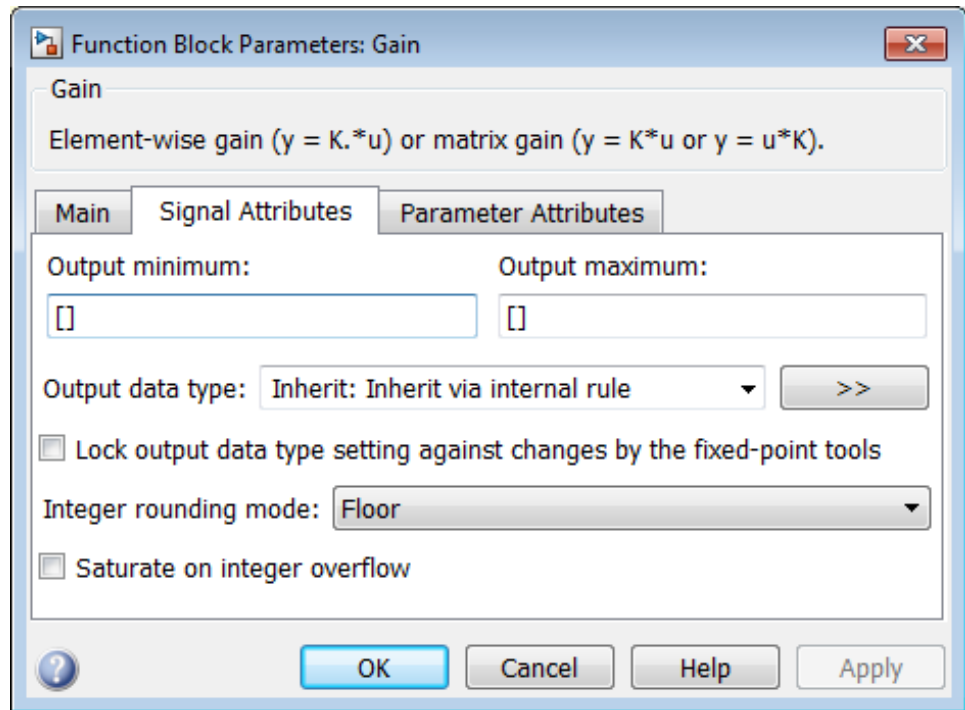 Function Block Parameters: Gain
Gain
Element-wise gain (y = K.*u) or matrix gain (y = K*u or y = u*K).
Main Signal Attributes Parameter Attributes
Output minimum: Output maximum:
[] []
Output data type: Inherit: Inherit via internal rule >>
Lock output data type setting against changes by the fixed-point tools
Integer rounding mode: Floor
Saturate on integer overflow
? OK Cancel Help Apply